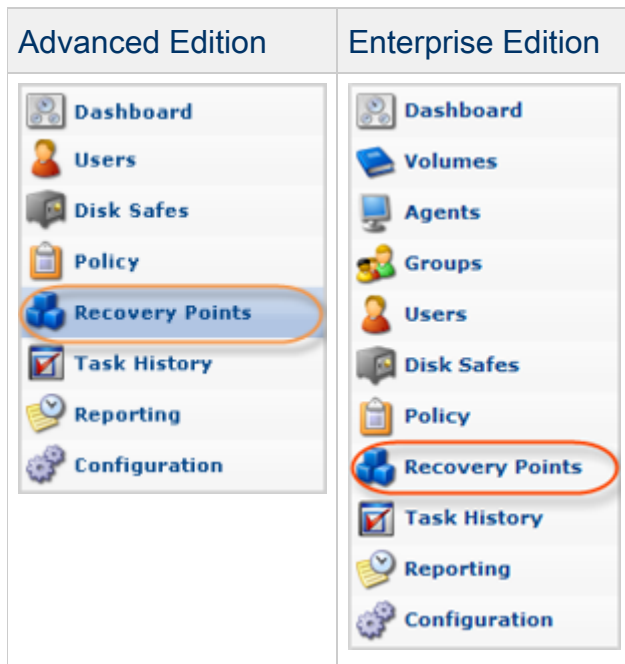 Advanced Edition
Enterprise Edition
Dashboard
Users
Disk Safes
Policy
Recovery Points
Task History
Reporting
Configuration
Dashboard
Volumes
Agents
Groups
Users
Disk Safes
Policy
Recovery Points
Task History
Reporting
Configuration